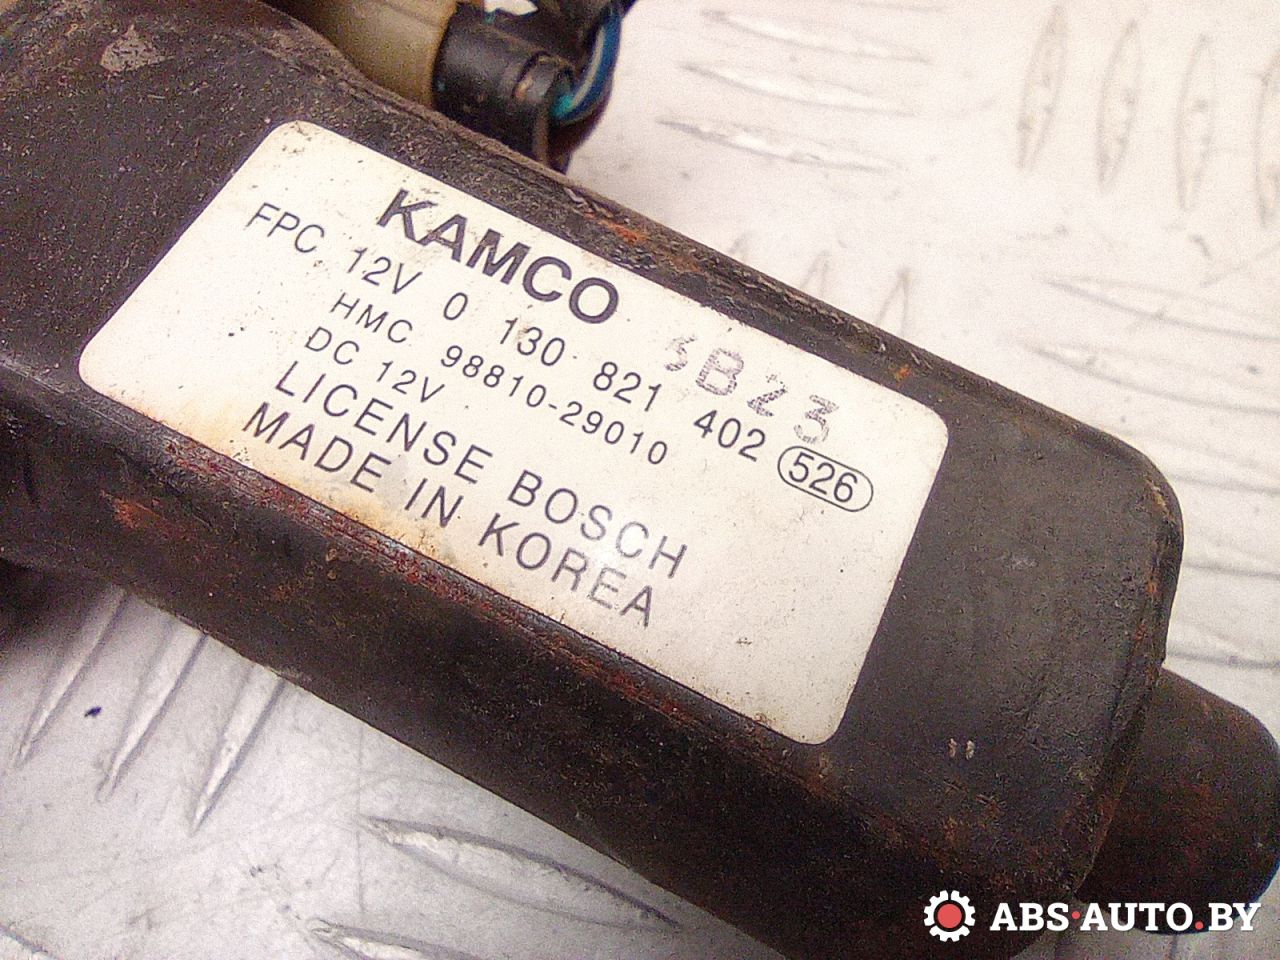 KAMCO
FPC 12V 0 130 821 402 526
B23
HMC 98810-29010
DC 12V
LICENSE BOSCH
MADE IN KOREA
ABS·AUTO.BY